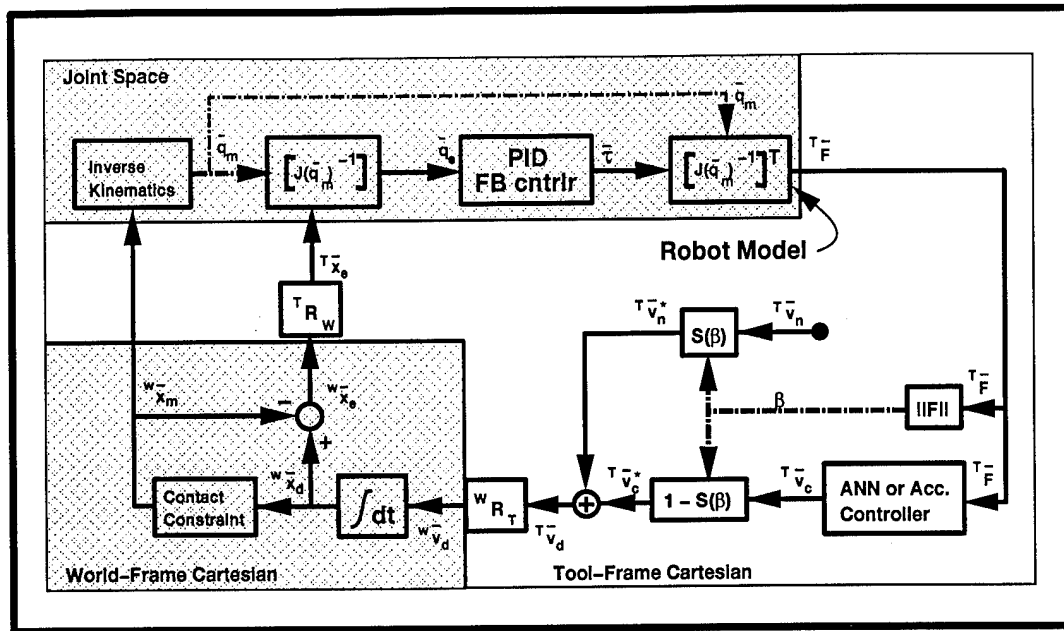 Joint Space
q̄m
Inverse Kinematics
q̄m
[J(q̄m)⁻¹]
q̄e
PID FB cntrlr
τ̄
[J(q̄m)⁻¹]ᵀ
ᵀF̄
Robot Model
ᵀx̄e
ᵀRW
ᵀv̄n*
S(β)
ᵀv̄n
Wx̄m
−
Wx̄e
+
β
||F||
ᵀF̄
Wx̄d
Contact Constraint
∫dt
Wv̄d
WRT
ᵀv̄d
+
ᵀv̄c*
1 − S(β)
ᵀv̄c
ANN or Acc. Controller
ᵀF̄
World−Frame Cartesian
Tool−Frame Cartesian